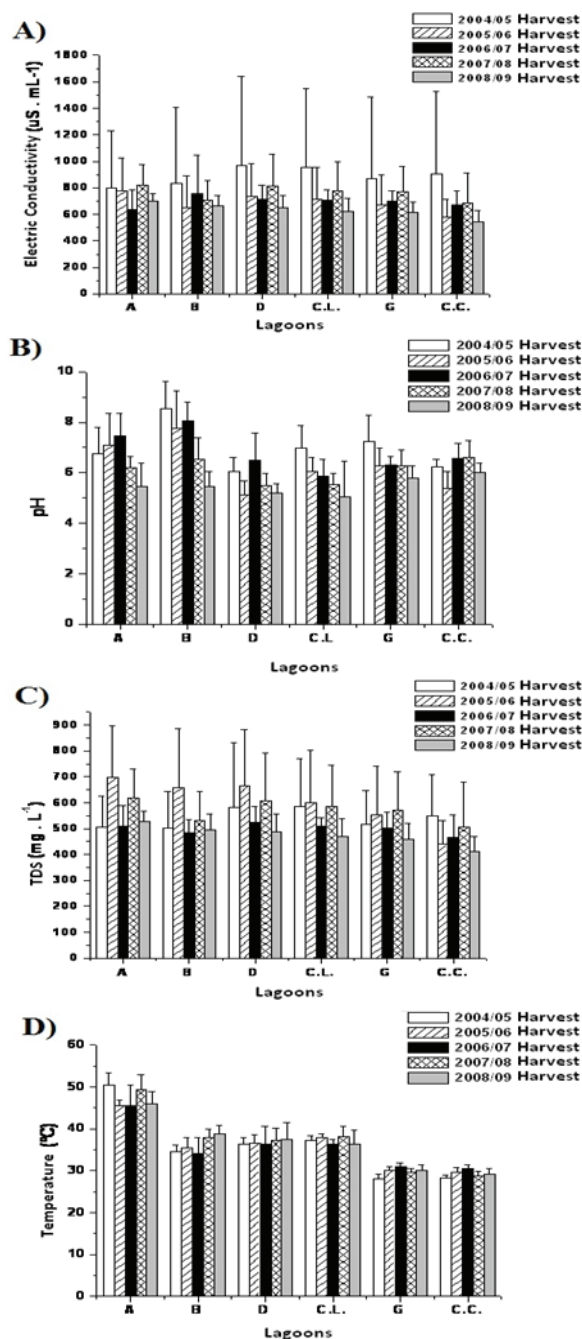 A)
2004/05 Harvest
2005/06 Harvest
2006/07 Harvest
2007/08 Harvest
2008/09 Harvest
Electric Conductivity (uS . mL-1)
1800
1600
1400
1200
1000
800
600
400
200
0
A B D C.L. G C.C.
Lagoons
B)
2004/05 Harvest
2005/06 Harvest
2006/07 Harvest
2007/08 Harvest
2008/09 Harvest
pH
10
8
6
4
2
0
A B D C.L G C.C.
Lagoons
C)
2004/05 Harvest
2005/06 Harvest
2006/07 Harvest
2007/08 Harvest
2008/09 Harvest
TDS (mg . L-1)
900
800
700
600
500
400
300
200
100
0
A B D C.L. G C.C.
Lagoons
D)
2004/05 Harvest
2005/06 Harvest
2006/07 Harvest
2007/08 Harvest
2008/09 Harvest
Temperature (ºC)
60
50
40
30
20
10
0
A B D C.L. G C.C.
Lagoons